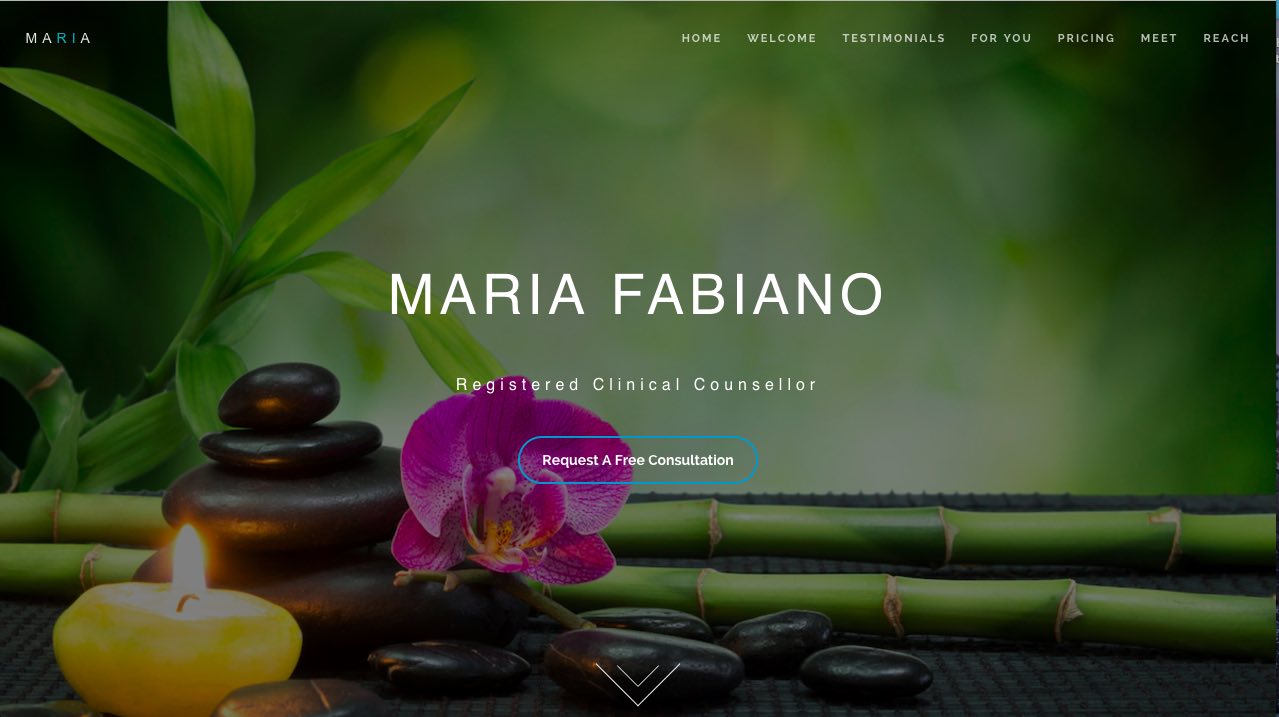 MARIA
HOME WELCOME TESTIMONIALS FOR YOU PRICING MEET REACH
MARIA FABIANO
Registered Clinical Counsellor
Request A Free Consultation